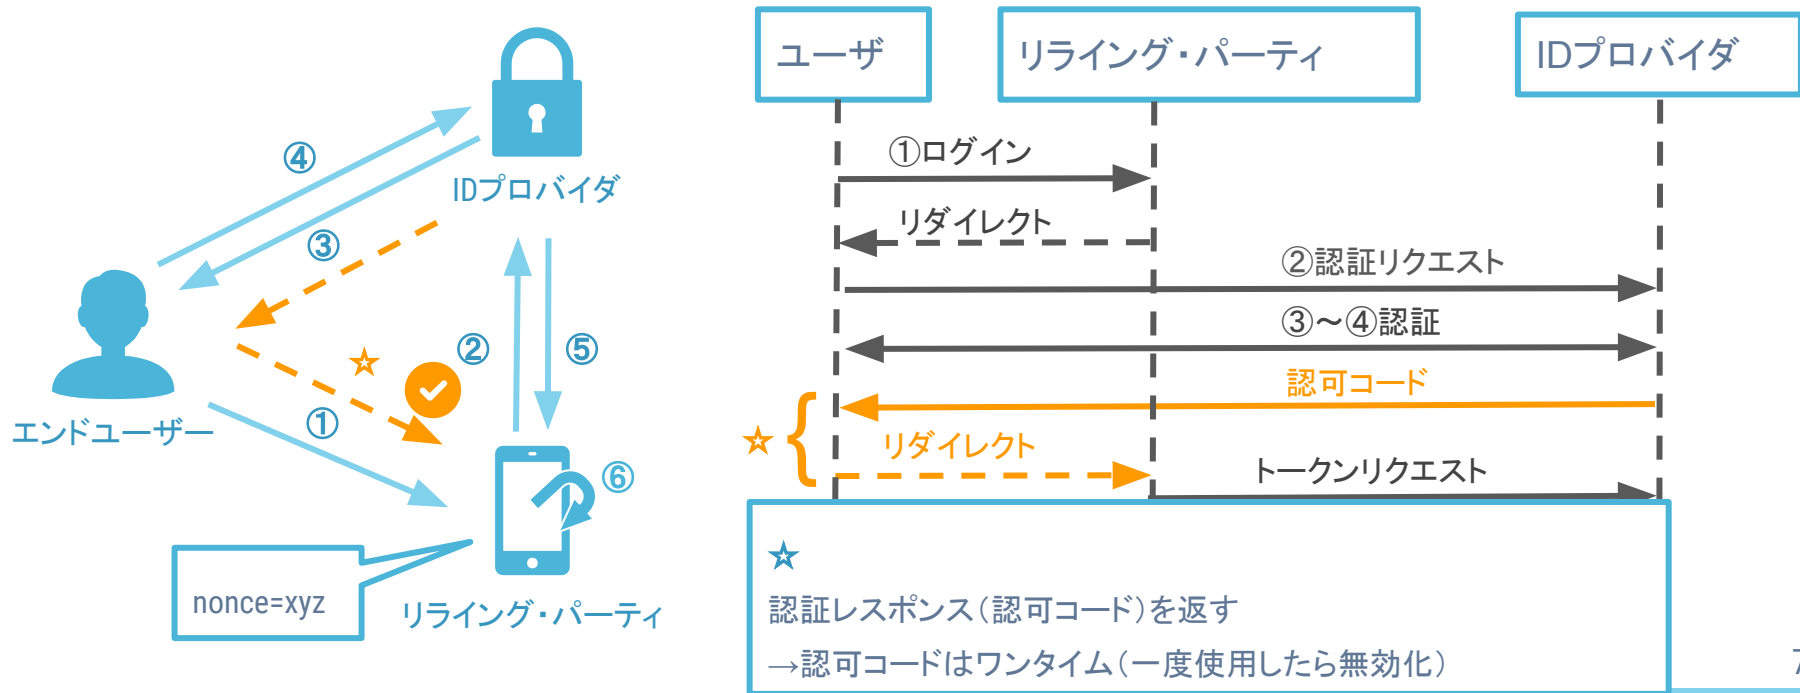 ④
IDプロバイダ
③
☆
②
⑤
①
エンドユーザー
⑥
nonce=xyz
リライング・パーティ
ユーザ
リライング・パーティ
IDプロバイダ
①ログイン
リダイレクト
②認証リクエスト
③〜④認証
認可コード
☆
{
リダイレクト
トークンリクエスト
☆
認証レスポンス(認可コード)を返す
→認可コードはワンタイム(一度使用したら無効化)